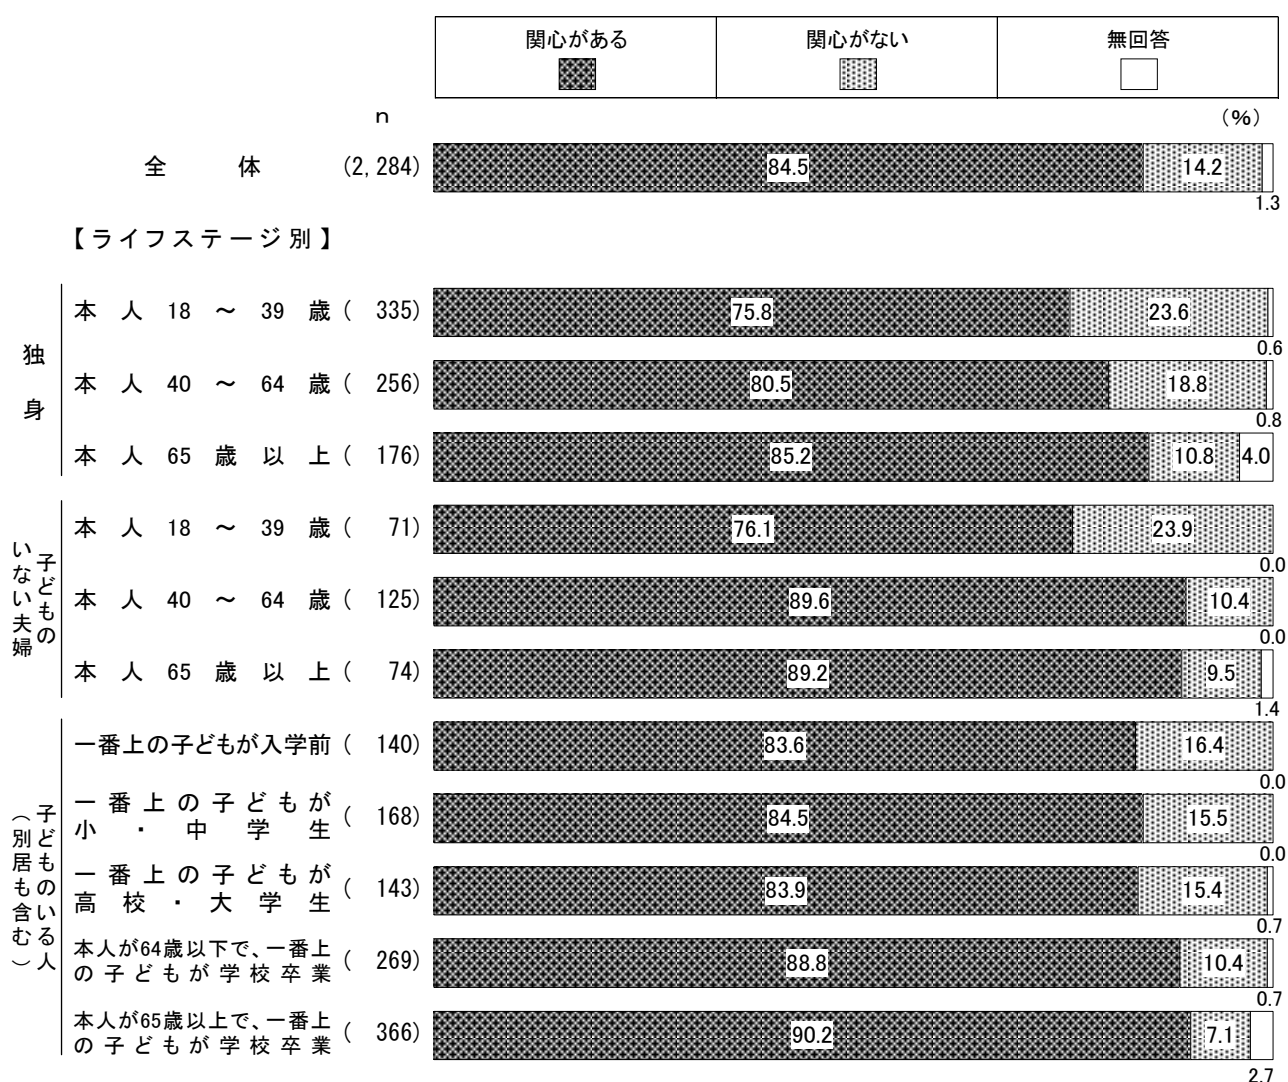 関心がある 関心がない 無回答
n (%)
全体 (2,284) 84.5 14.2
1.3
【ライフステージ別】
独身
本人18～39歳 (335) 75.8 23.6
0.6
本人40～64歳 (256) 80.5 18.8
0.8
本人65歳以上 (176) 85.2 10.8 4.0
子どもの
いない夫婦
本人18～39歳 (71) 76.1 23.9
0.0
本人40～64歳 (125) 89.6 10.4
0.0
本人65歳以上 (74) 89.2 9.5
1.4
子どものいる人
（別居も含む）
一番上の子どもが入学前 (140) 83.6 16.4
0.0
一番上の子どもが
小・中学生 (168) 84.5 15.5
0.0
一番上の子どもが
高校・大学生 (143) 83.9 15.4
0.7
本人が64歳以下で、一番上
の子どもが学校卒業 (269) 88.8 10.4
0.7
本人が65歳以上で、一番上
の子どもが学校卒業 (366) 90.2 7.1
2.7